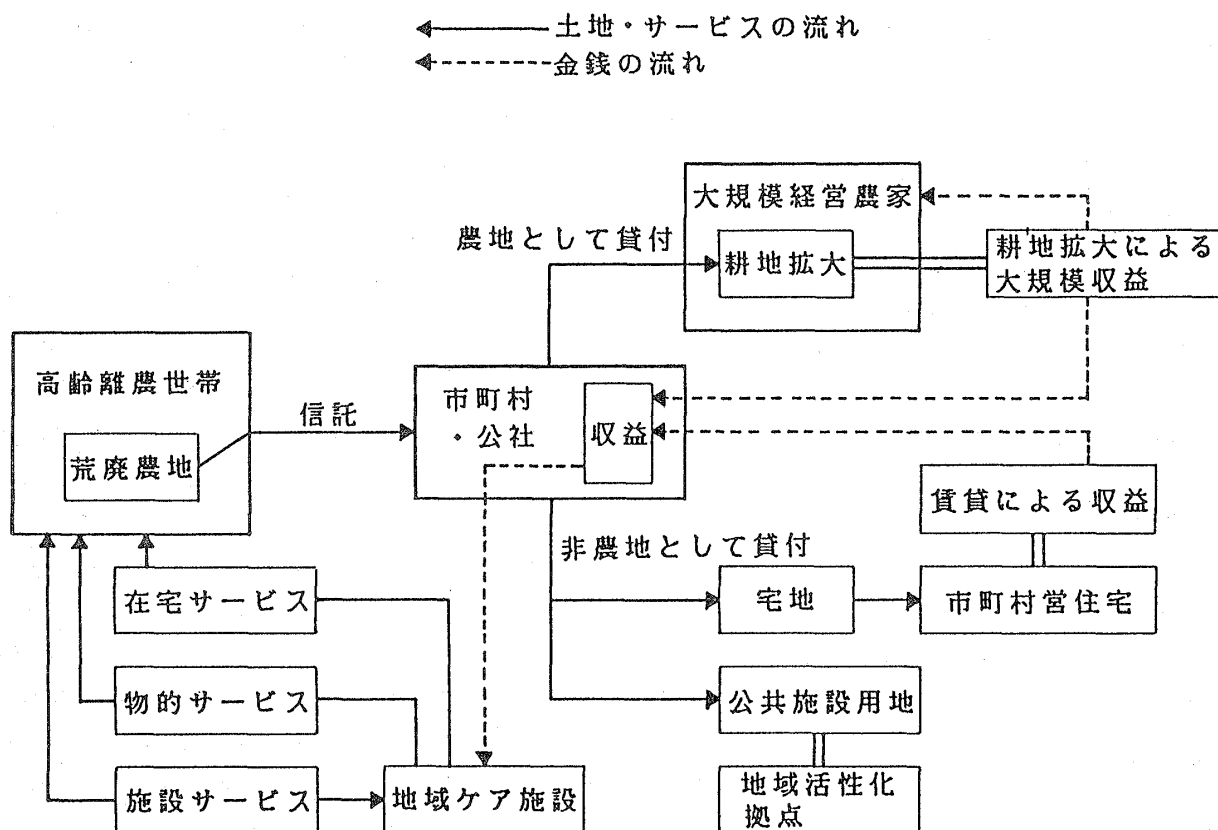 土地・サービスの流れ
金銭の流れ
大規模経営農家
農地として貸付
耕地拡大
耕地拡大による
大規模収益
高齢離農世帯
荒廃農地
信託
市町村
・公社
収益
賃貸による収益
非農地として貸付
在宅サービス
宅地
市町村営住宅
物的サービス
公共施設用地
施設サービス
地域ケア施設
地域活性化
拠点